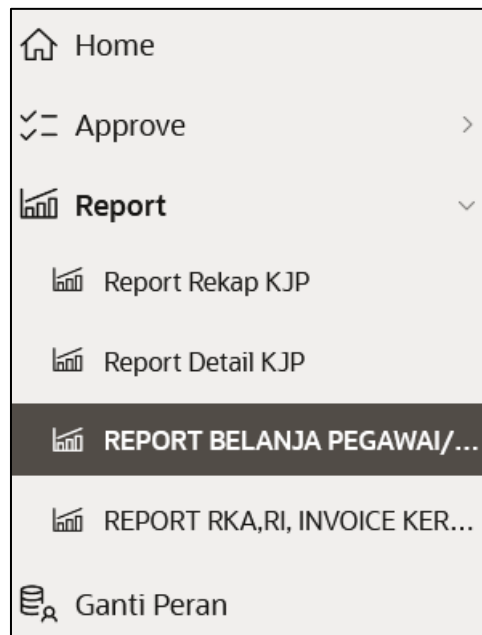 Home
Approve
Report
Report Rekap KJP
Report Detail KJP
REPORT BELANJA PEGAWAI/...
REPORT RKA,RI, INVOICE KER...
Ganti Peran